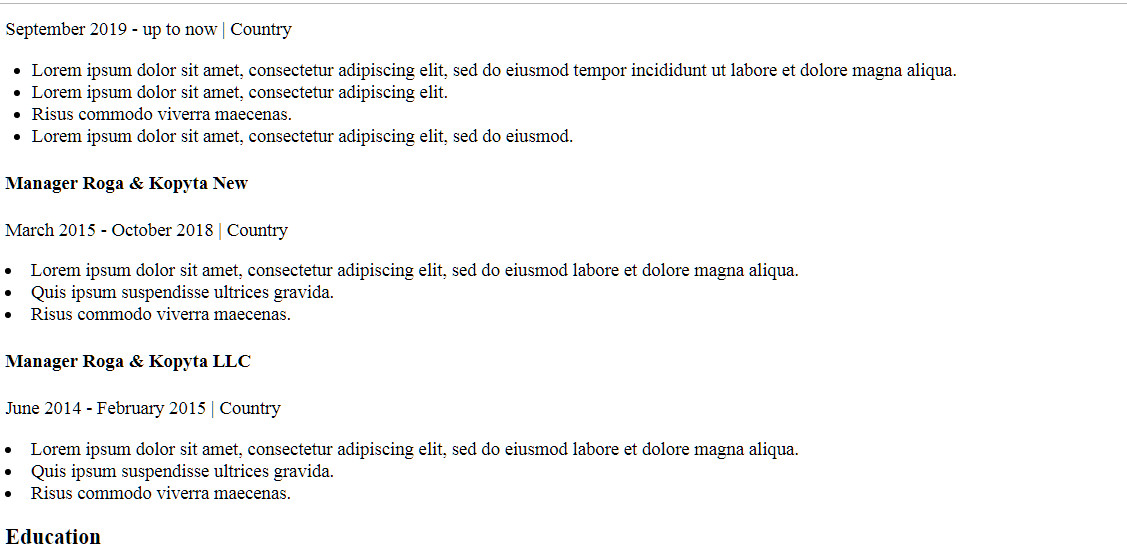 September 2019 - up to now | Country
• Lorem ipsum dolor sit amet, consectetur adipiscing elit, sed do eiusmod tempor incididunt ut labore et dolore magna aliqua.
• Lorem ipsum dolor sit amet, consectetur adipiscing elit.
• Risus commodo viverra maecenas.
• Lorem ipsum dolor sit amet, consectetur adipiscing elit, sed do eiusmod.
Manager Roga & Kopyta New
March 2015 - October 2018 | Country
• Lorem ipsum dolor sit amet, consectetur adipiscing elit, sed do eiusmod labore et dolore magna aliqua.
• Quis ipsum suspendisse ultrices gravida.
• Risus commodo viverra maecenas.
Manager Roga & Kopyta LLC
June 2014 - February 2015 | Country
• Lorem ipsum dolor sit amet, consectetur adipiscing elit, sed do eiusmod labore et dolore magna aliqua.
• Quis ipsum suspendisse ultrices gravida.
• Risus commodo viverra maecenas.
Education